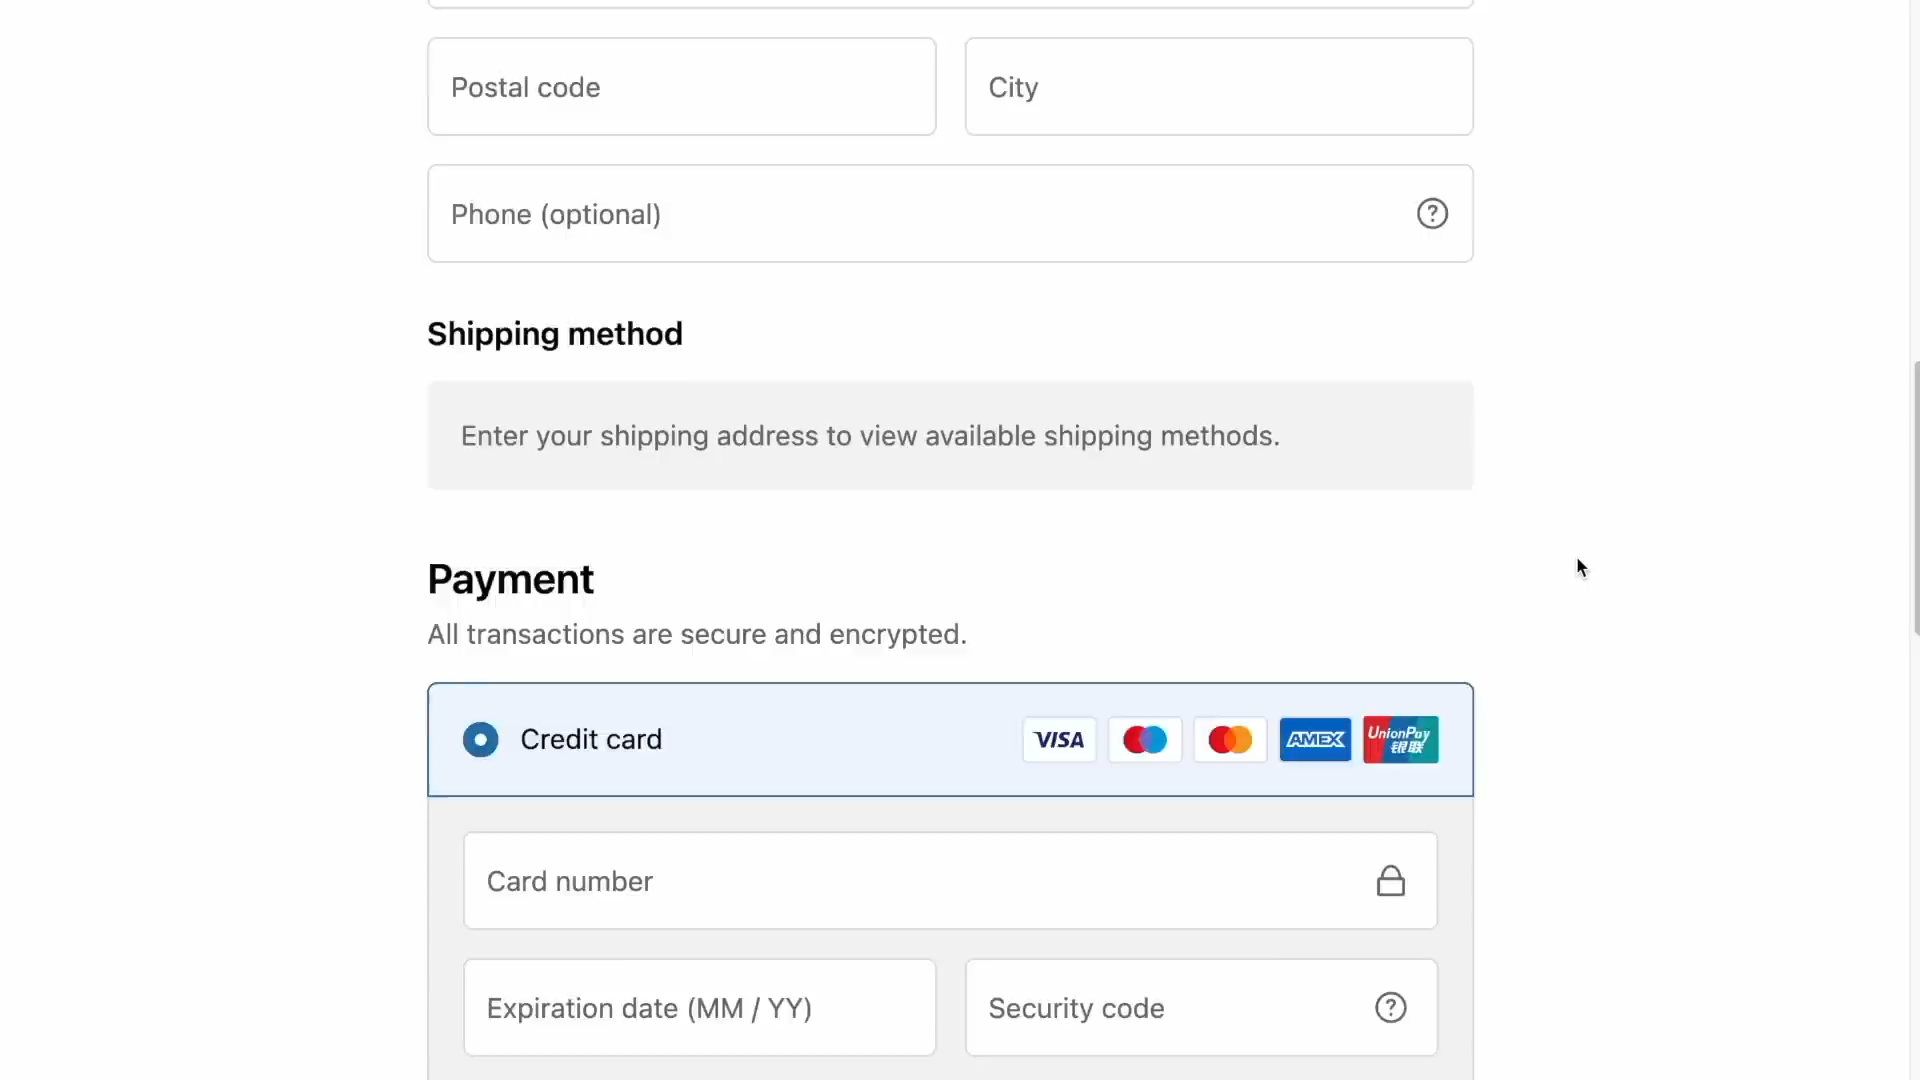 Postal code
City
Phone (optional)
Shipping method
Enter your shipping address to view available shipping methods.
Payment
All transactions are secure and encrypted.
Credit card
VISA
AMEX
UnionPay
银联
Card number
Expiration date (MM / YY)
Security code